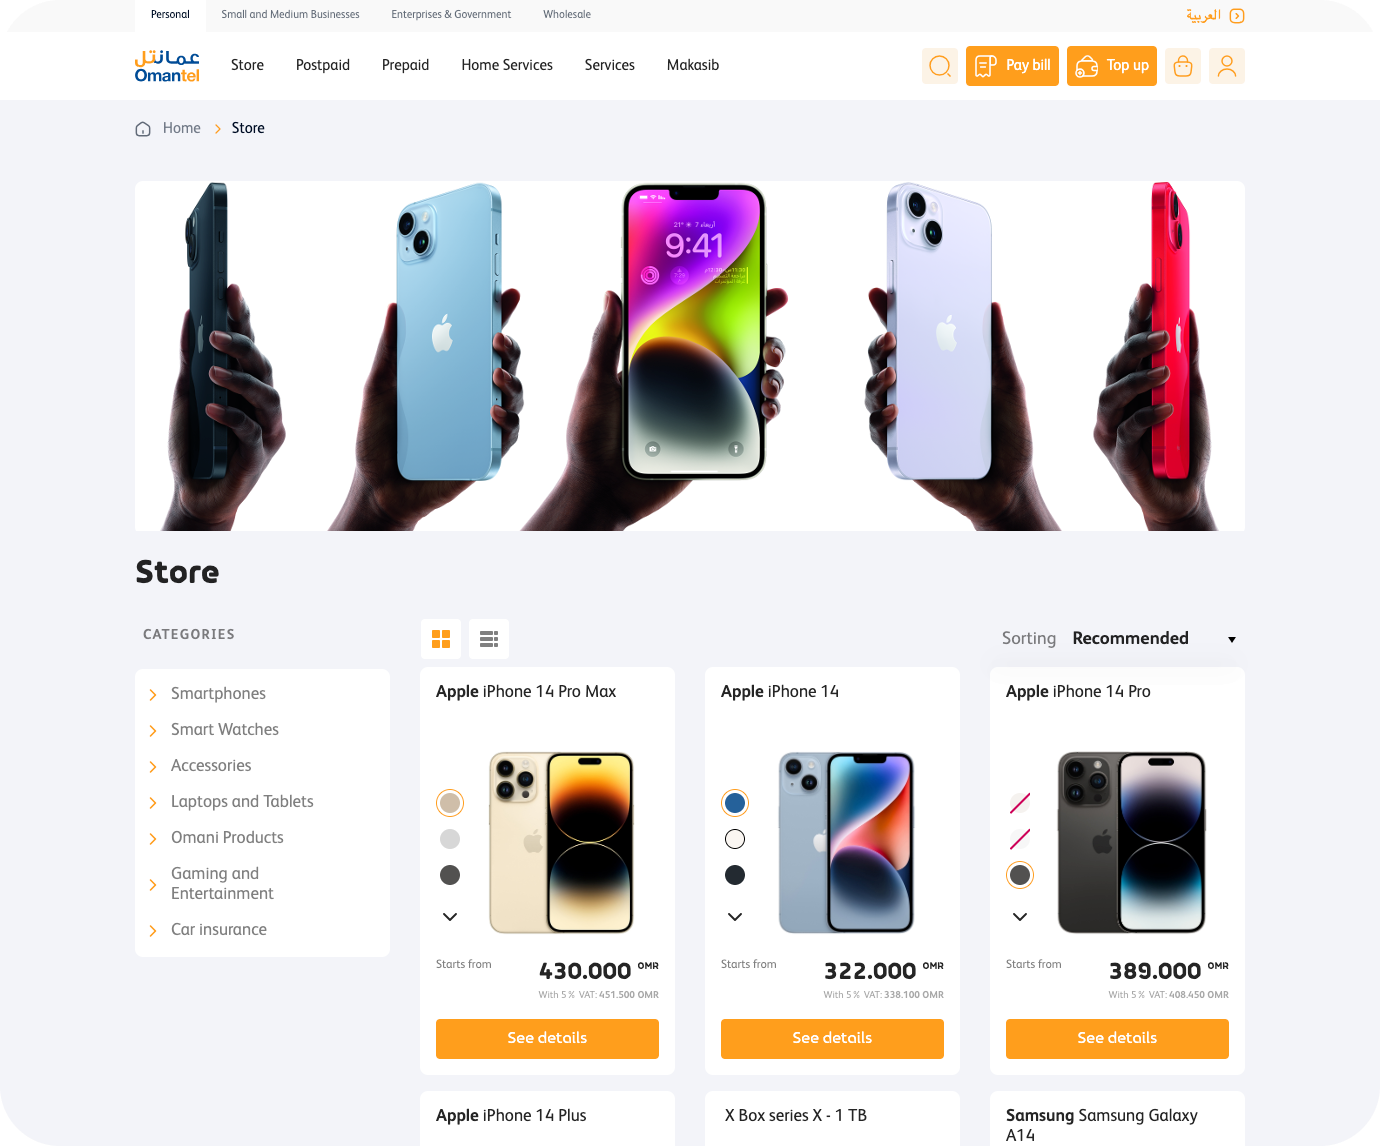 Personal
Small and Medium Businesses
Enterprises & Government
Wholesale
العربية
عمانتل
Omantel
Store
Postpaid
Prepaid
Home Services
Services
Makasib
Pay bill
Top up
Home
Store
9:41
Store
CATEGORIES
Smartphones
Smart Watches
Accessories
Laptops and Tablets
Omani Products
Gaming and
Entertainment
Car insurance
Sorting Recommended
Apple iPhone 14 Pro Max
Starts from
430.000 OMR
With 5% VAT: 451.500 OMR
See details
Apple iPhone 14
Starts from
322.000 OMR
With 5% VAT: 338.100 OMR
See details
Apple iPhone 14 Pro
Starts from
389.000 OMR
With 5% VAT: 408.450 OMR
See details
Apple iPhone 14 Plus
X Box series X - 1 TB
Samsung Samsung Galaxy
A14